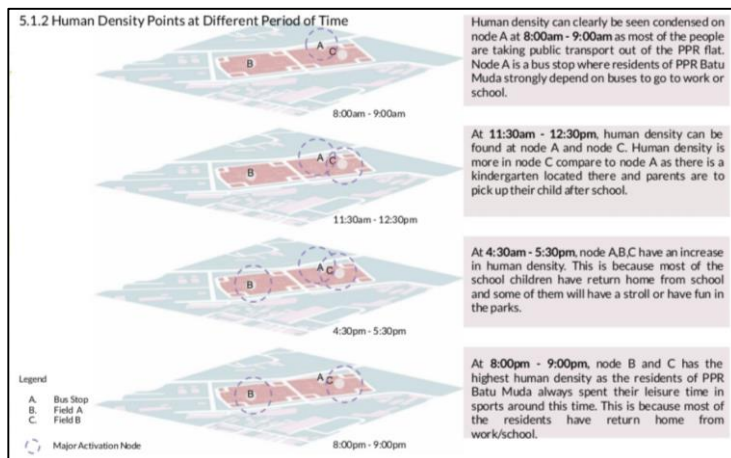 5.1.2 Human Density Points at Different Period of Time
A
C
B
8:00am - 9:00am
Human density can clearly be seen condensed on
node A at 8:00am - 9:00am as most of the people
are taking public transport out of the PPR flat.
Node A is a bus stop where residents of PPR Batu
Muda strongly depend on buses to go to work or
school.
A
C
B
11:30am - 12:30pm
At 11:30am - 12:30pm, human density can be
found at node A and node C. Human density is
more in node C compare to node A as there is a
kindergarten located there and parents are to
pick up their child after school.
A
C
B
4:30pm - 5:30pm
At 4:30am - 5:30pm, node A,B,C have an increase
in human density. This is because most of the
school children have return home from school
and some of them will have a stroll or have fun in
the parks.
A
C
B
8:00pm - 9:00pm
At 8:00pm - 9:00pm, node B and C has the
highest human density as the residents of PPR
Batu Muda always spent their leisure time in
sports around this time. This is because most of
the residents have return home from
work/school.
Legend
A. Bus Stop
B. Field A
C. Field B
Major Activation Node